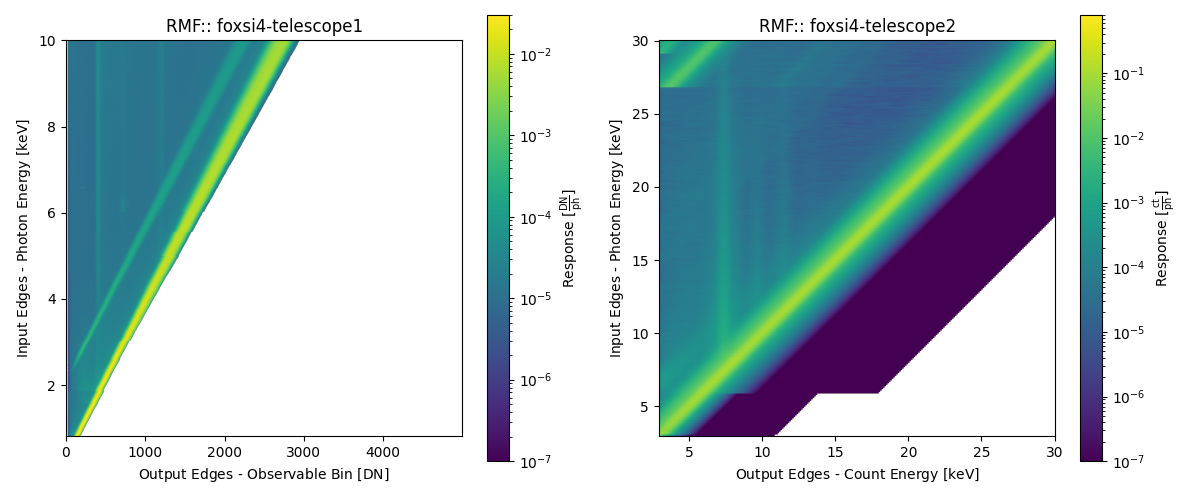 RMF:: foxsi4-telescope1
10
8
6
4
2
Input Edges - Photon Energy [keV]
0 1000 2000 3000 4000
Output Edges - Observable Bin [DN]
10⁻²
10⁻³
10⁻⁴
10⁻⁵
10⁻⁶
10⁻⁷
Response [DN/ph]
RMF:: foxsi4-telescope2
30
25
20
15
10
5
Input Edges - Photon Energy [keV]
5 10 15 20 25 30
Output Edges - Count Energy [keV]
10⁻¹
10⁻²
10⁻³
10⁻⁴
10⁻⁵
10⁻⁶
10⁻⁷
Response [ct/ph]